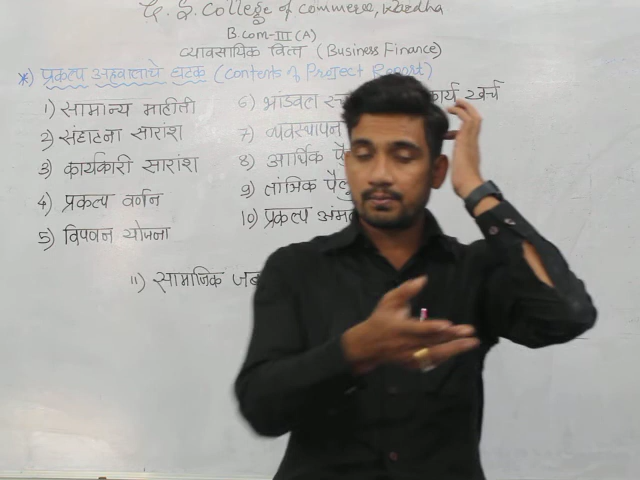 G. S. College of Commerce, Wardha
B.Com-III (A)
व्यावसायिक वित्त (Business Finance)
*) प्रकल्प अहवालाचे घटक (Contents of Project Report)
1) सामान्य माहिती
2) संघटना सारांश
3) कार्यकारी सारांश
4) प्रकल्प वर्णन
5) विपणन योजना
6) भांडवल कार्य खर्च
7) व्यवस्थापन
8) आर्थिक
9) तांत्रिक
10) प्रकल्प
11) सामाजिक